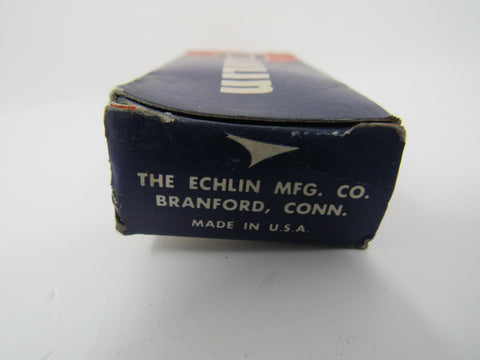 THE ECHLIN MFG. CO.
BRANFORD, CONN.
MADE IN U.S.A.